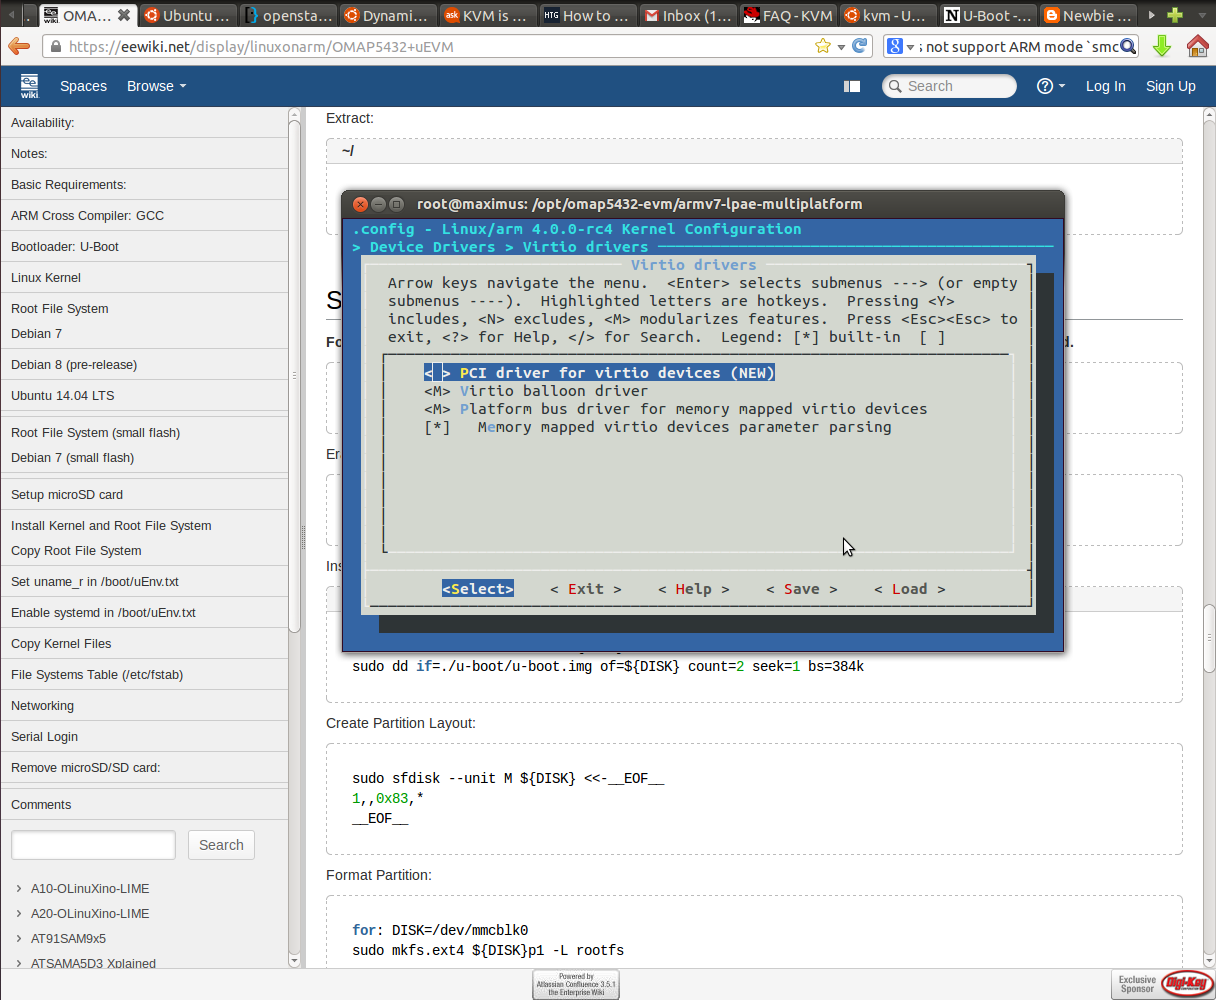 OMA...
Ubuntu ...
opensta...
Dynami...
ask
KVM is ...
HTG
How to ...
Inbox (1...
FAQ - KVM
kvm - U...
N
U-Boot -...
Newbie ...
https://eewiki.net/display/linuxonarm/OMAP5432+uEVM
8
not support ARM mode `smc
ee
wiki
Spaces
Browse
Search
Log In
Sign Up
Availability:
Notes:
Basic Requirements:
ARM Cross Compiler: GCC
Bootloader: U-Boot
Linux Kernel
Root File System
Debian 7
Debian 8 (pre-release)
Ubuntu 14.04 LTS
Root File System (small flash)
Debian 7 (small flash)
Setup microSD card
Install Kernel and Root File System
Copy Root File System
Set uname_r in /boot/uEnv.txt
Enable systemd in /boot/uEnv.txt
Copy Kernel Files
File Systems Table (/etc/fstab)
Networking
Serial Login
Remove microSD/SD card:
Comments
Search
A10-OLinuXino-LIME
A20-OLinuXino-LIME
AT91SAM9x5
ATSAMA5D3 Xplained
Extract:
~/
S
Fo
d.
Er
Ins
root@maximus: /opt/omap5432-evm/armv7-lpae-multiplatform
.config - Linux/arm 4.0.0-rc4 Kernel Configuration
> Device Drivers > Virtio drivers
Virtio drivers
Arrow keys navigate the menu.  <Enter> selects submenus ---> (or empty
submenus ----).  Highlighted letters are hotkeys.  Pressing <Y>
includes, <N> excludes, <M> modularizes features.  Press <Esc><Esc> to
exit, <?> for Help, </> for Search.  Legend: [*] built-in  [ ]
< > PCI driver for virtio devices (NEW)
<M> Virtio balloon driver
<M> Platform bus driver for memory mapped virtio devices
[*]   Memory mapped virtio devices parameter parsing
<Select>    < Exit >    < Help >    < Save >    < Load >
sudo dd if=./u-boot/u-boot.img of=${DISK} count=2 seek=1 bs=384k
Create Partition Layout:
sudo sfdisk --unit M ${DISK} <<-__EOF__
1,,0x83,*
__EOF__
Format Partition:
for: DISK=/dev/mmcblk0
sudo mkfs.ext4 ${DISK}p1 -L rootfs
Powered by
Atlassian Confluence 3.5.1
the Enterprise Wiki
Exclusive
Sponsor
Digi-Key